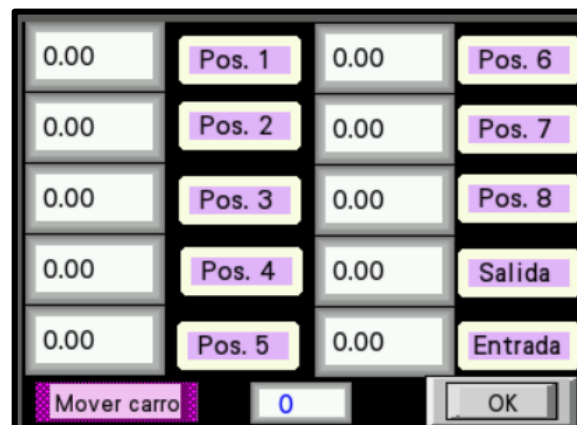 0.00 Pos. 1 0.00 Pos. 6
0.00 Pos. 2 0.00 Pos. 7
0.00 Pos. 3 0.00 Pos. 8
0.00 Pos. 4 0.00 Salida
0.00 Pos. 5 0.00 Entrada
Mover carro 0 OK